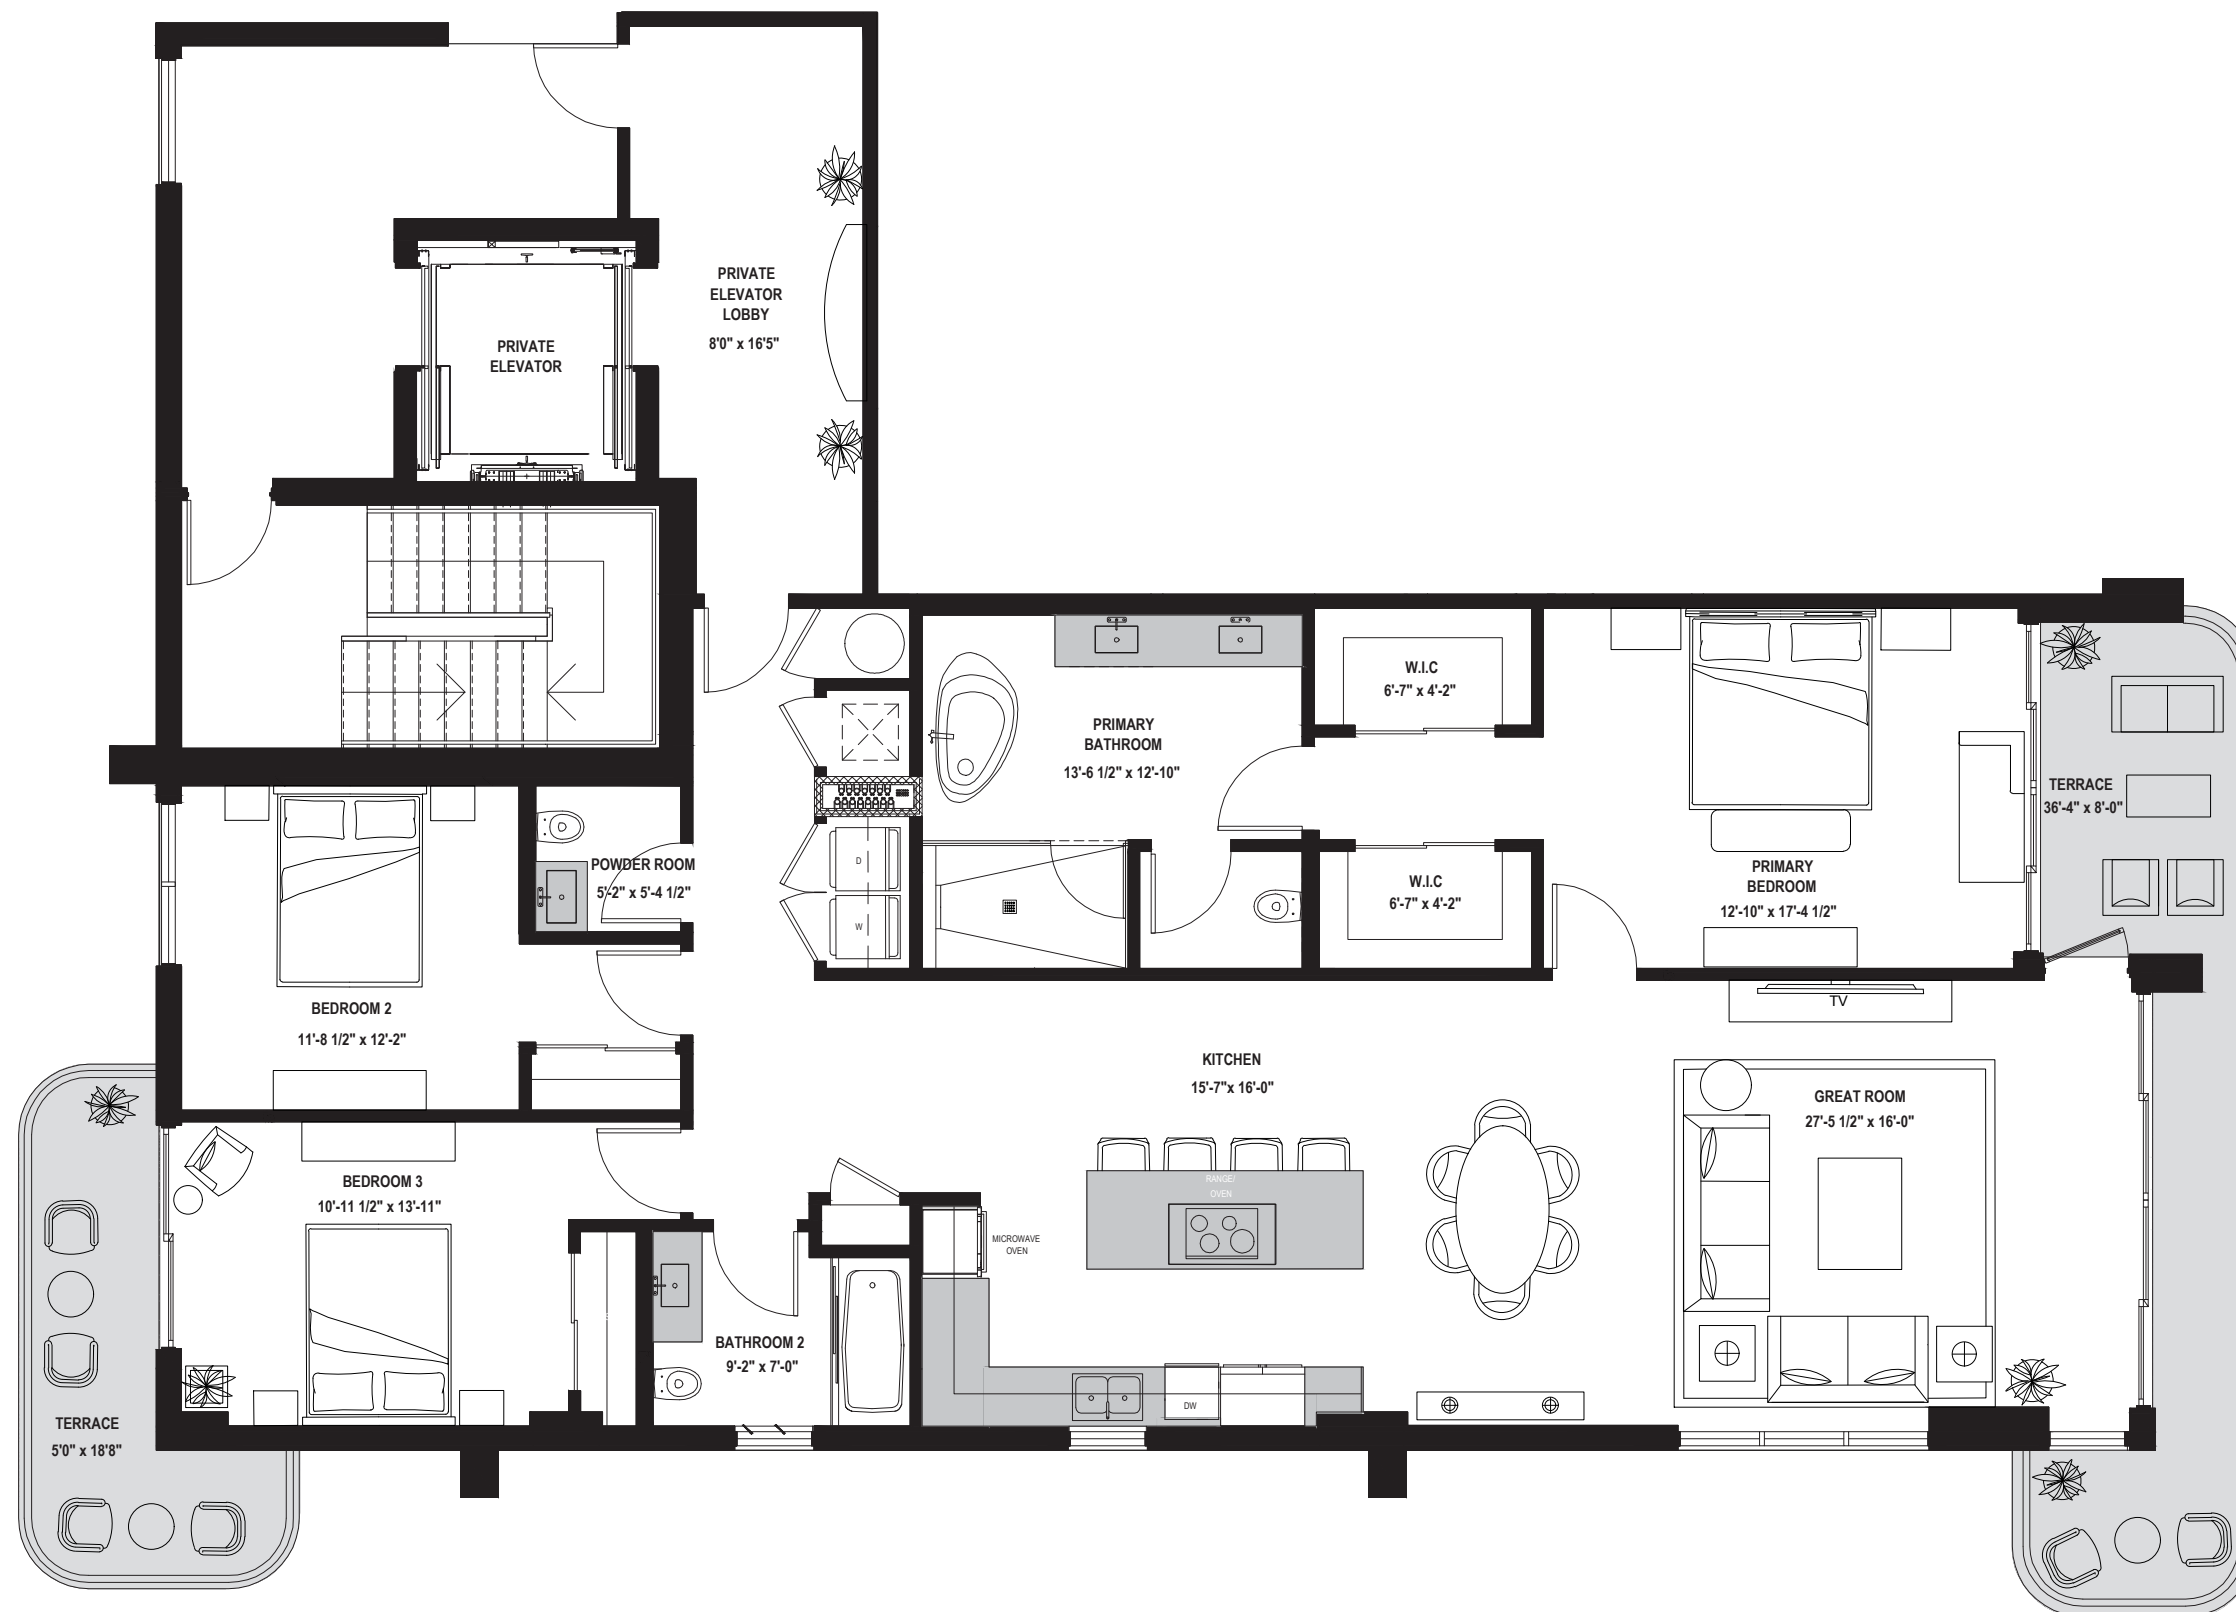 PRIVATE
ELEVATOR
LOBBY
8'0" x 16'5"
PRIVATE
ELEVATOR
W.I.C
6'-7" x 4'-2"
PRIMARY
BATHROOM
13'-6 1/2" x 12'-10"
TERRACE
36'-4" x 8'-0"
POWDER ROOM
5'-2" x 5'-4 1/2"
D
W
W.I.C
6'-7" x 4'-2"
PRIMARY
BEDROOM
12'-10" x 17'-4 1/2"
BEDROOM 2
11'-8 1/2" x 12'-2"
TV
KITCHEN
15'-7"x 16'-0"
GREAT ROOM
27'-5 1/2" x 16'-0"
BEDROOM 3
10'-11 1/2" x 13'-11"
RANGE/
OVEN
MICROWAVE
OVEN
BATHROOM 2
9'-2" x 7'-0"
DW
TERRACE
5'0" x 18'8"